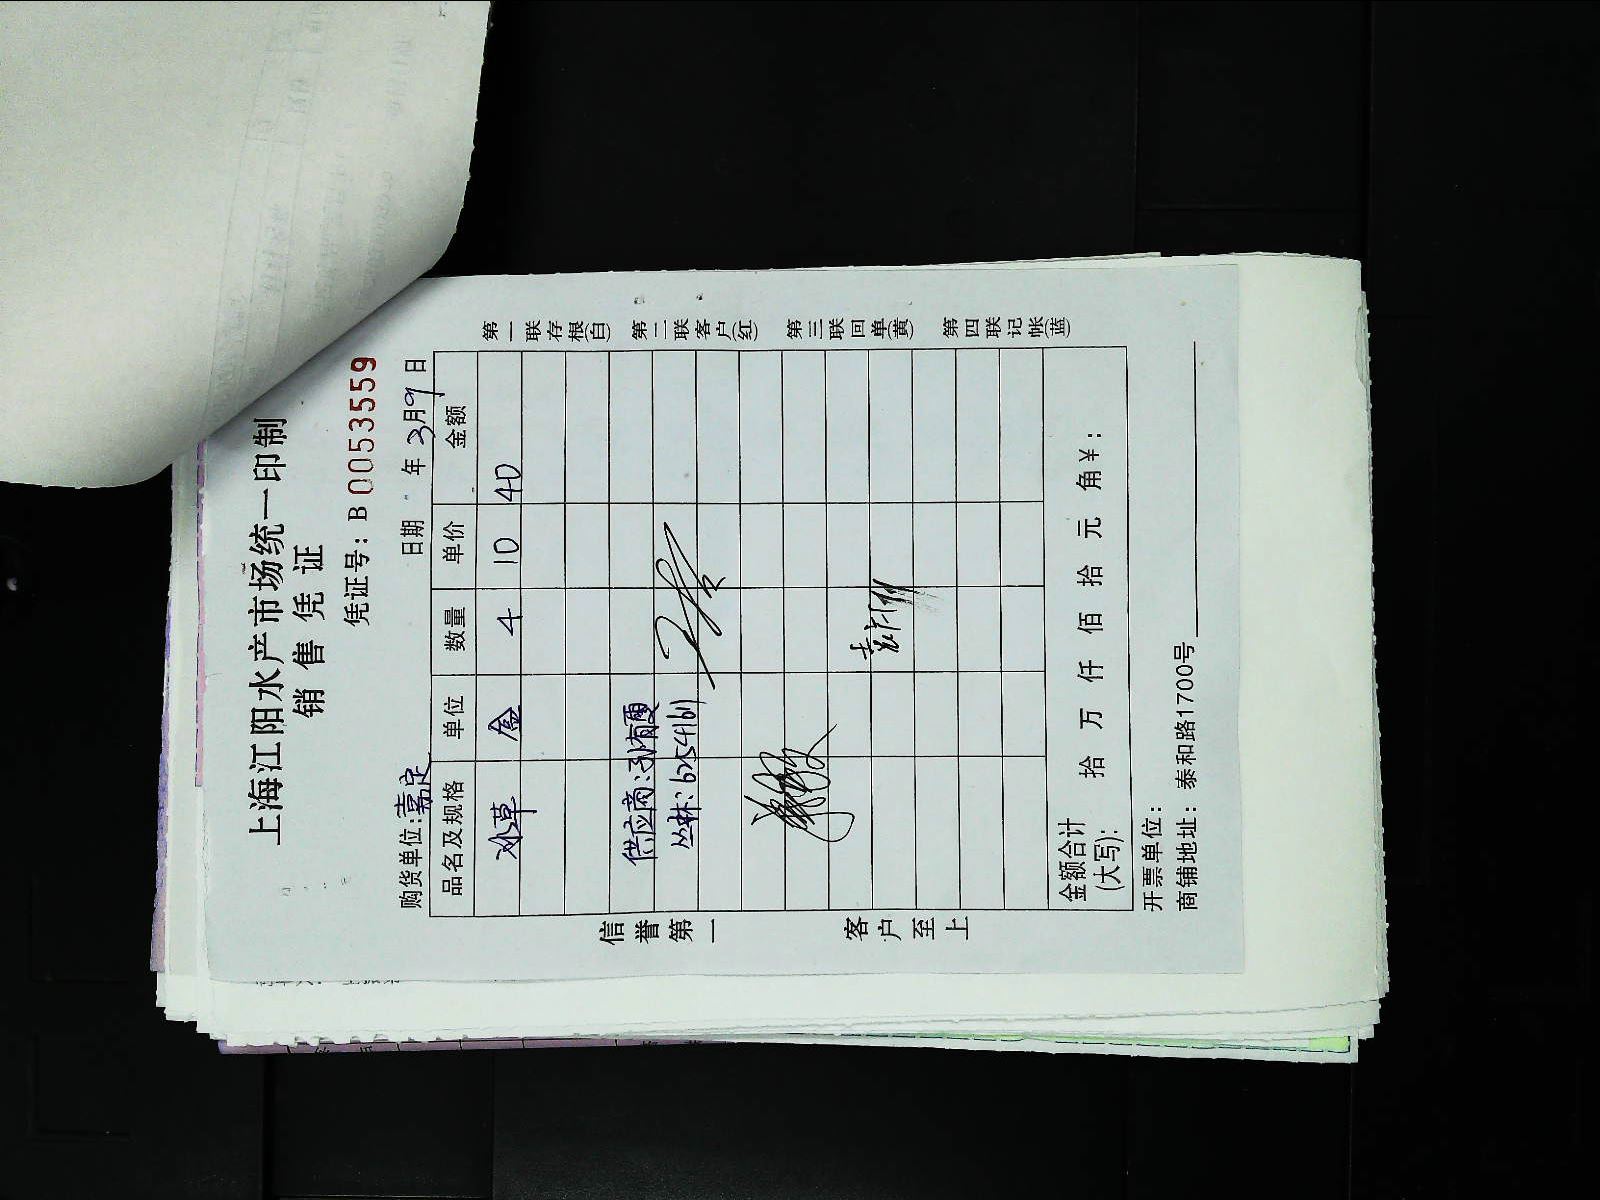 上海江阳水产市场统一印制
销售凭证
凭证号：B 0053559
购货单位：嘉定 日期 年 3月9日
品名及规格 单位 数量 单价 金额
冰草 盒 4 10 40
供应商：孙有
丛林：62541611
金额合计(大写)： 拾 万 仟 佰 拾 元 角 ¥：
开票单位：
商铺地址：泰和路1700号
信誉第一 客户至上
第一联存根(白) 第二联客户(红) 第三联回单(黄) 第四联记帐(蓝)